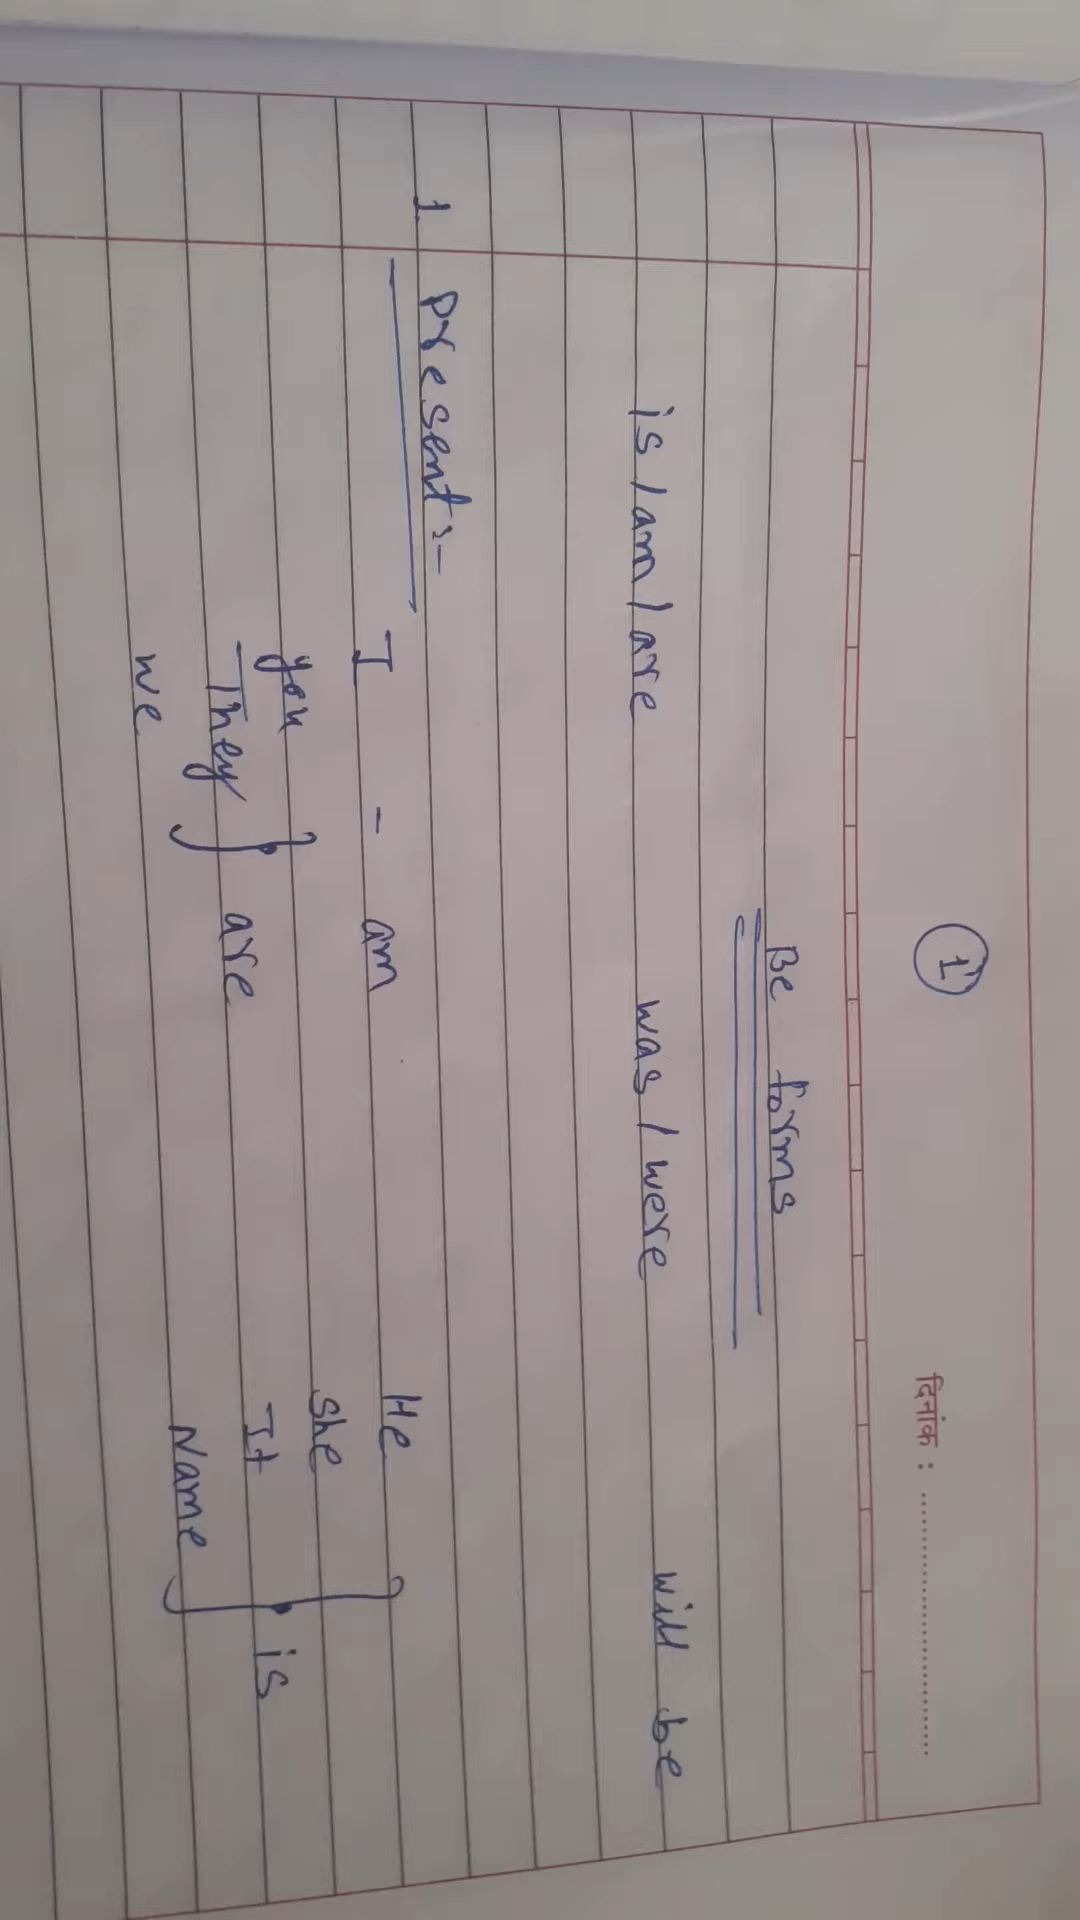 1
दिनांक : ..............................
Be forms
is / am / are was / were will be
1 Present :-
I - am He
you She
They } are It } is
we Name